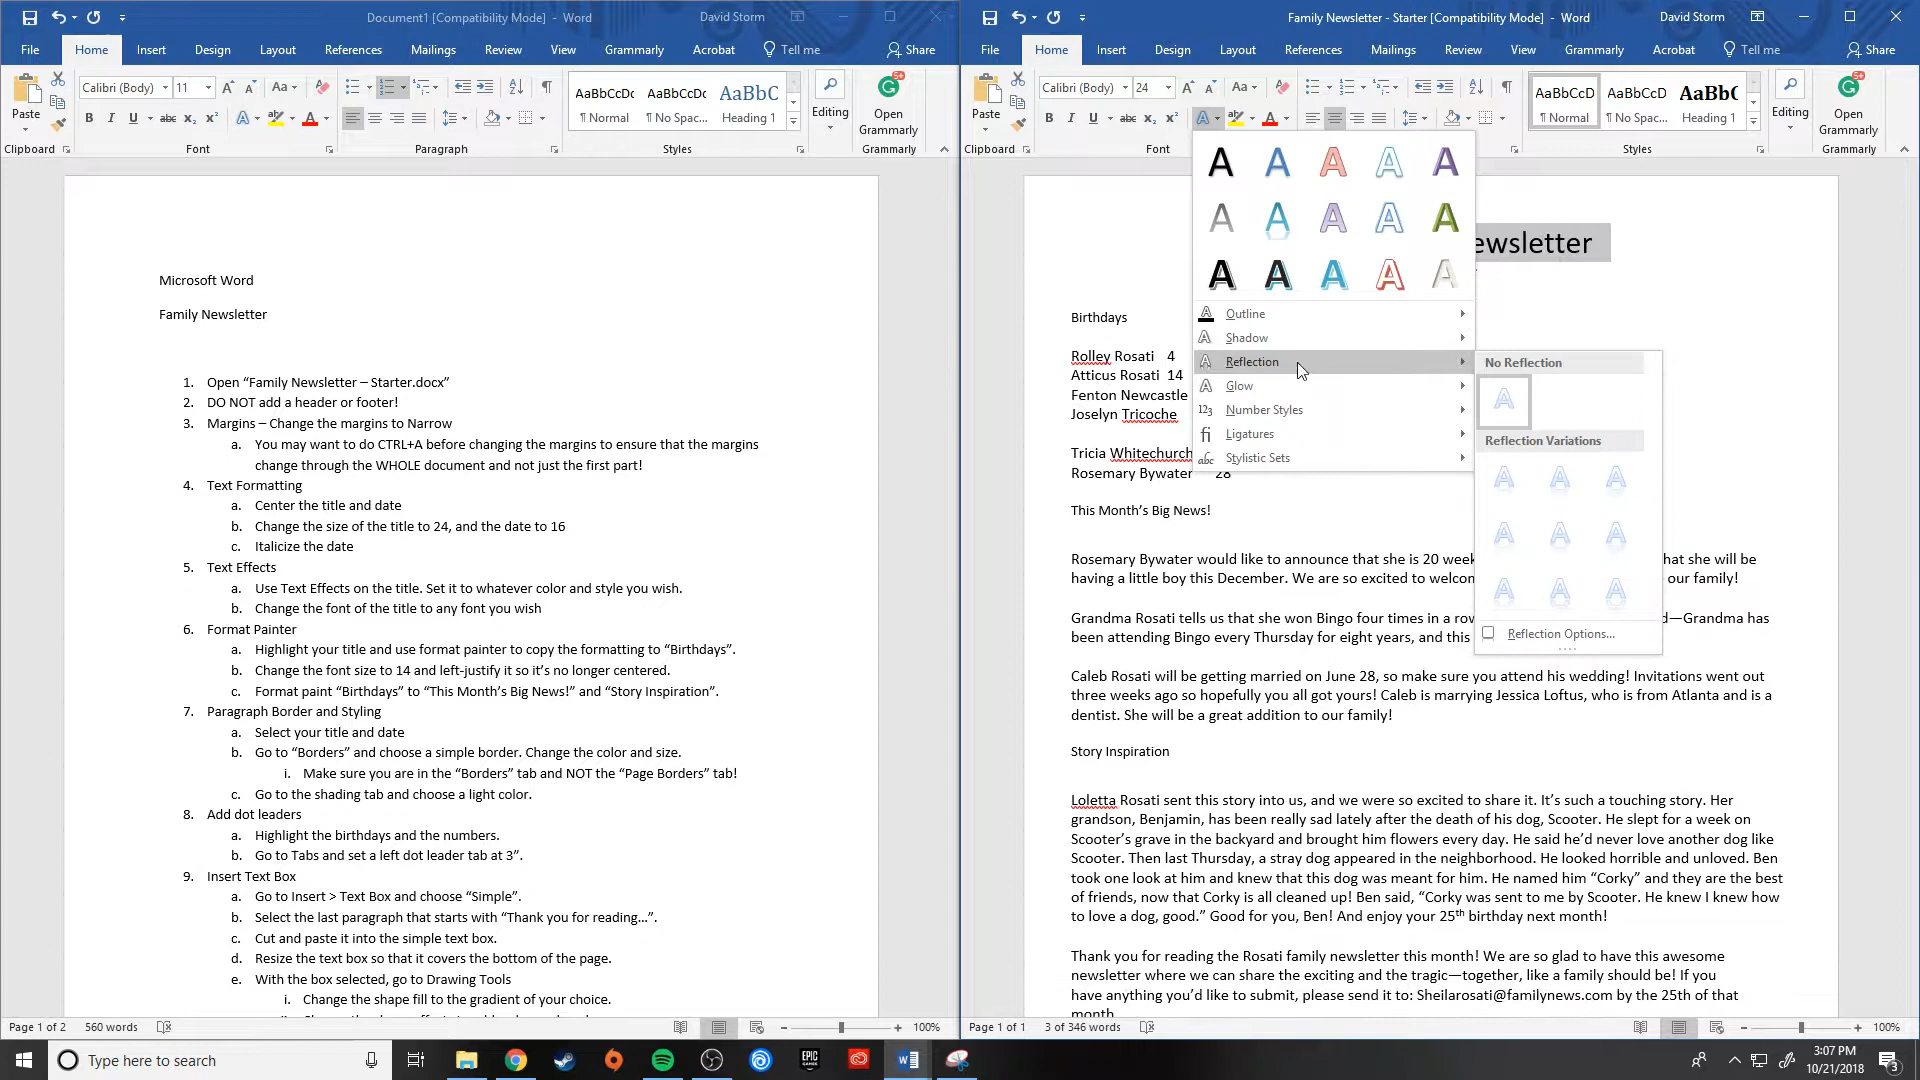 Document1 [Compatibility Mode] - Word
David Storm
File Home Insert Design Layout References Mailings Review View Grammarly Acrobat Tell me Share
Paste
Calibri (Body) 11
Aa
B I U abc x₂ x² A A
AaBbCcDc AaBbCcDc AaBbC
¶ Normal ¶ No Spac... Heading 1
Editing
Open Grammarly
Clipboard Font Paragraph Styles Grammarly
Microsoft Word
Family Newsletter
1. Open “Family Newsletter – Starter.docx”
2. DO NOT add a header or footer!
3. Margins – Change the margins to Narrow
a. You may want to do CTRL+A before changing the margins to ensure that the margins
change through the WHOLE document and not just the first part!
4. Text Formatting
a. Center the title and date
b. Change the size of the title to 24, and the date to 16
c. Italicize the date
5. Text Effects
a. Use Text Effects on the title. Set it to whatever color and style you wish.
b. Change the font of the title to any font you wish
6. Format Painter
a. Highlight your title and use format painter to copy the formatting to “Birthdays”.
b. Change the font size to 14 and left-justify it so it’s no longer centered.
c. Format paint “Birthdays” to “This Month’s Big News!” and “Story Inspiration”.
7. Paragraph Border and Styling
a. Select your title and date
b. Go to “Borders” and choose a simple border. Change the color and size.
i. Make sure you are in the “Borders” tab and NOT the “Page Borders” tab!
c. Go to the shading tab and choose a light color.
8. Add dot leaders
a. Highlight the birthdays and the numbers.
b. Go to Tabs and set a left dot leader tab at 3”.
9. Insert Text Box
a. Go to Insert > Text Box and choose “Simple”.
b. Select the last paragraph that starts with “Thank you for reading…”.
c. Cut and paste it into the simple text box.
d. Resize the text box so that it covers the bottom of the page.
e. With the box selected, go to Drawing Tools
i. Change the shape fill to the gradient of your choice.
Page 1 of 2 560 words 100%
Family Newsletter - Starter [Compatibility Mode] - Word
David Storm
File Home Insert Design Layout References Mailings Review View Grammarly Acrobat Tell me Share
Paste
Calibri (Body) 24
Aa
B I U abc x₂ x² A A
AaBbCcD AaBbCcD AaBbC
¶ Normal ¶ No Spac... Heading 1
Editing
Open Grammarly
Clipboard Font Styles Grammarly
A A A A A
A A A A A
A A A A A
Outline
Shadow
Reflection
Glow
123 Number Styles
fi Ligatures
abc Stylistic Sets
No Reflection
A
Reflection Variations
A A A
A A A
A A A
Reflection Options...
ewsletter
Birthdays
Rolley Rosati 4
Atticus Rosati 14
Fenton Newcastle
Joselyn Tricoche
Tricia Whitechurch
Rosemary Bywater 28
This Month’s Big News!
Rosemary Bywater would like to announce that she is 20 week hat she will be
having a little boy this December. We are so excited to welcom our family!
Grandma Rosati tells us that she won Bingo four times in a row d—Grandma has
been attending Bingo every Thursday for eight years, and this
Caleb Rosati will be getting married on June 28, so make sure you attend his wedding! Invitations went out
three weeks ago so hopefully you all got yours! Caleb is marrying Jessica Loftus, who is from Atlanta and is a
dentist. She will be a great addition to our family!
Story Inspiration
Loletta Rosati sent this story into us, and we were so excited to share it. It’s such a touching story. Her
grandson, Benjamin, has been really sad lately after the death of his dog, Scooter. He slept for a week on
Scooter’s grave in the backyard and brought him flowers every day. He said he’d never love another dog like
Scooter. Then last Thursday, a stray dog appeared in the neighborhood. He looked horrible and unloved. Ben
took one look at him and knew that this dog was meant for him. He named him “Corky” and they are the best
of friends, now that Corky is all cleaned up! Ben said, “Corky was sent to me by Scooter. He knew I knew how
to love a dog, good.” Good for you, Ben! And enjoy your 25th birthday next month!
Thank you for reading the Rosati family newsletter this month! We are so glad to have this awesome
newsletter where we can share the exciting and the tragic—together, like a family should be! If you
have anything you’d like to submit, please send it to: Sheilarosati@familynews.com by the 25th of that
month.
Page 1 of 1 3 of 346 words 100%
Type here to search
EPIC GAMES
3:07 PM
10/21/2018
3